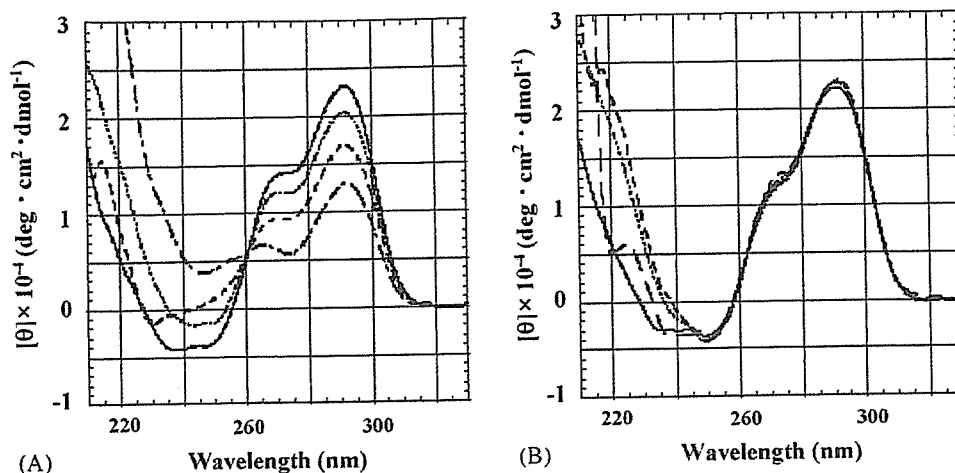 3
2
1
0
-1
[θ]× 10⁻⁴ (deg · cm² · dmol⁻¹)
220 260 300
(A) Wavelength (nm)
3
2
1
0
-1
[θ]× 10⁻⁴ (deg · cm² · dmol⁻¹)
220 260 300
(B) Wavelength (nm)